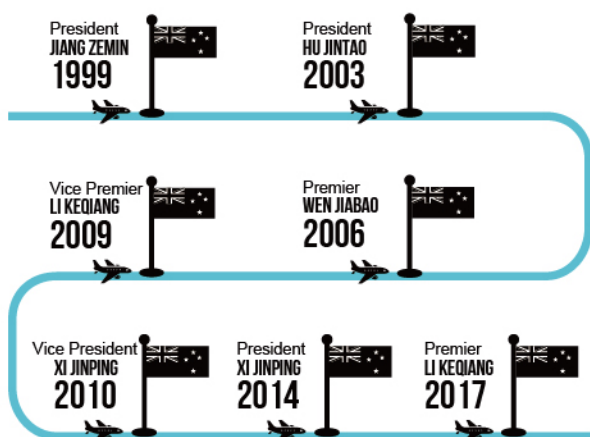 President
JIANG ZEMIN
1999
President
HU JINTAO
2003
Premier
WEN JIABAO
2006
Vice Premier
LI KEQIANG
2009
Vice President
XI JINPING
2010
President
XI JINPING
2014
Premier
LI KEQIANG
2017